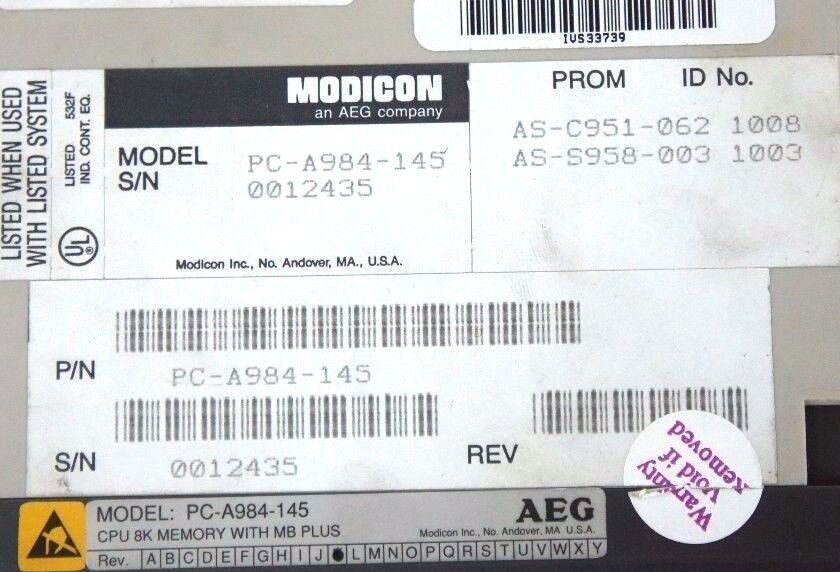 IVS33739
LISTED WHEN USED
WITH LISTED SYSTEM
LISTED 532F
IND. CONT. EQ.
UL
MODICON
an AEG company
MODEL PC-A984-145
S/N 0012435
Modicon Inc., No. Andover, MA., U.S.A.
PROM ID No.
AS-C951-062 1008
AS-S958-003 1003
P/N PC-A984-145
S/N 0012435
REV
Warranty
Void if
Removed
MODEL: PC-A984-145
CPU 8K MEMORY WITH MB PLUS
AEG
Modicon Inc., No. Andover, MA U.S.A.
Rev. A B C D E F G H I J L M N O P Q R S T U V W X Y